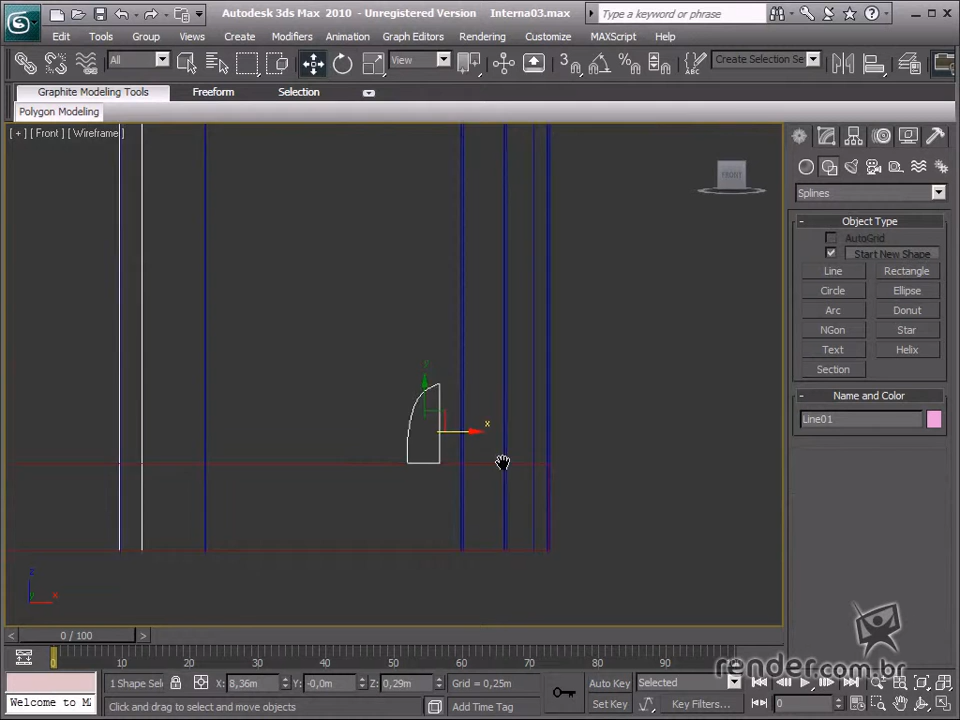 Autodesk 3ds Max 2010 - Unregistered Version Interna03.max
Type a keyword or phrase
Edit Tools Group Views Create Modifiers Animation Graph Editors Rendering Customize MAXScript Help
All View 3 Create Selection Se
Graphite Modeling Tools Freeform Selection
Polygon Modeling
[ + ] [ Front ] [ Wireframe ]
FRONT
Splines
- Object Type
AutoGrid
Start New Shape
Line Rectangle
Circle Ellipse
Arc Donut
NGon Star
Text Helix
Section
- Name and Color
Line01
x
z
x
< 0 / 100 >
0 10 20 30 40 50 60 70 80 90
render.com.br
1 Shape Sel X: 8,36m Y: -0,0m Z: 0,29m Grid = 0,25m Auto Key Selected
Welcome to M Click and drag to select and move objects Add Time Tag Set Key Key Filters... 0